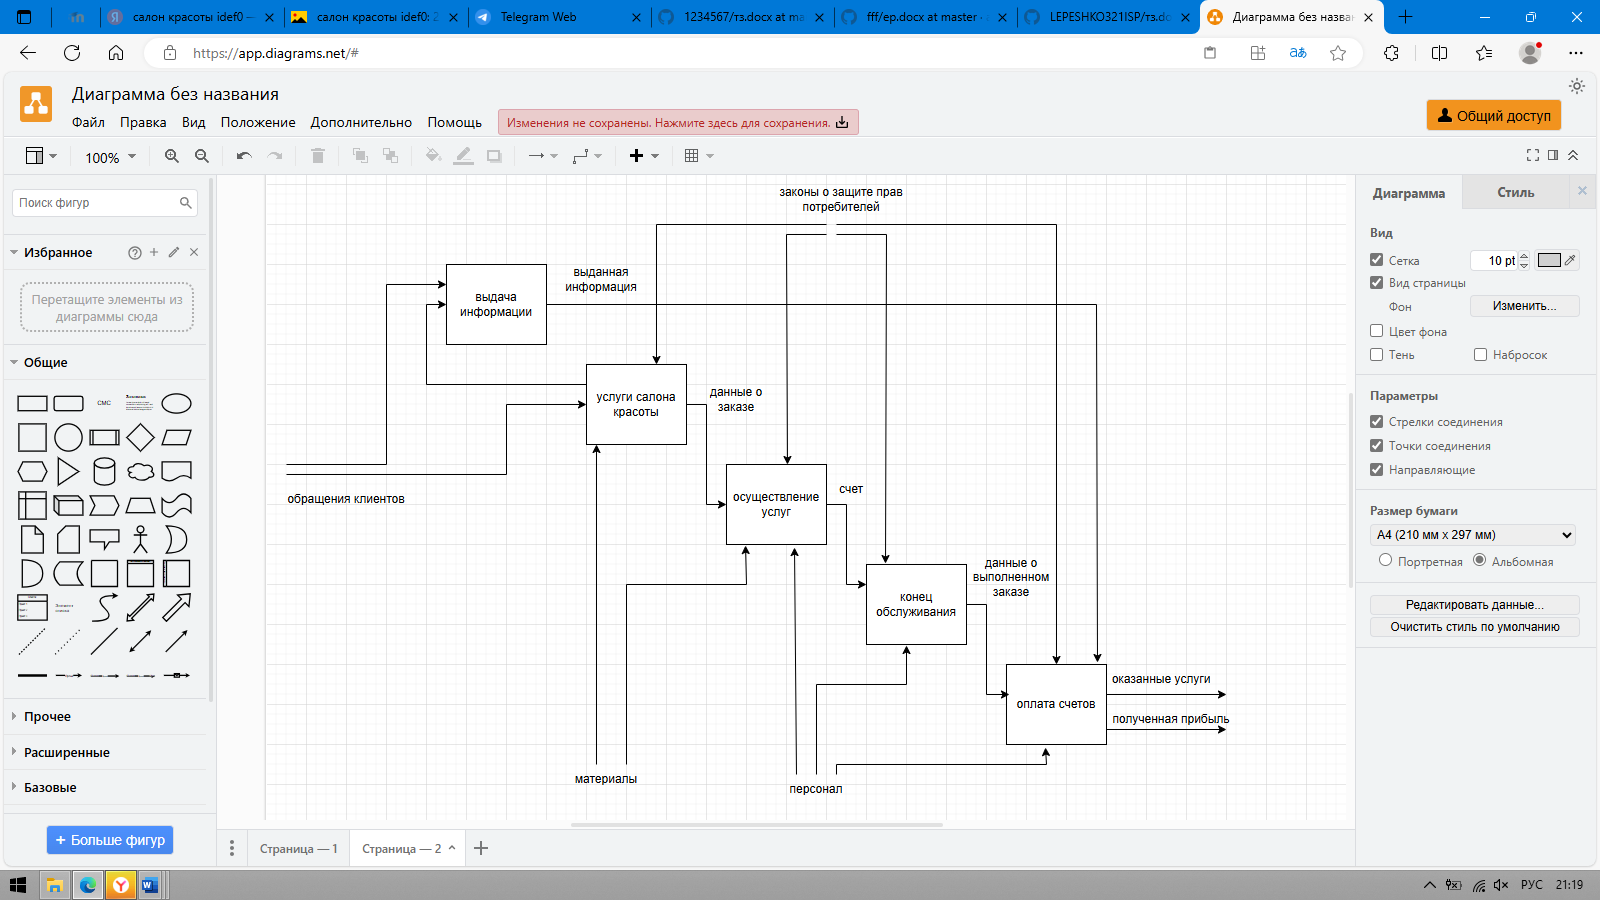 салон красоты idef0 —
салон красоты idef0: 2
Telegram Web
1234567/тз.docx at ma
fff/ер.docx at master ·
LEPESHKO321ISP/тз.do
Диаграмма без назван
https://app.diagrams.net/#
Диаграмма без названия
Файл Правка Вид Положение Дополнительно Помощь
Изменения не сохранены. Нажмите здесь для сохранения.
Общий доступ
100%
Поиск фигур
Избранное
Перетащите элементы из
диаграммы сюда
Общие
Прочее
Расширенные
Базовые
+ Больше фигур
законы о защите прав
потребителей
выдача
информации
выданная
информация
услуги салона
красоты
данные о
заказе
обращения клиентов
осуществление
услуг
счет
конец
обслуживания
данные о
выполненном
заказе
оплата счетов
оказанные услуги
полученная прибыль
материалы
персонал
Диаграмма Стиль
Вид
Сетка 10 pt
Вид страницы
Фон Изменить...
Цвет фона
Тень Набросок
Параметры
Стрелки соединения
Точки соединения
Направляющие
Размер бумаги
A4 (210 мм x 297 мм)
Портретная Альбомная
Редактировать данные...
Очистить стиль по умолчанию
Страница — 1 Страница — 2
РУС 21:19